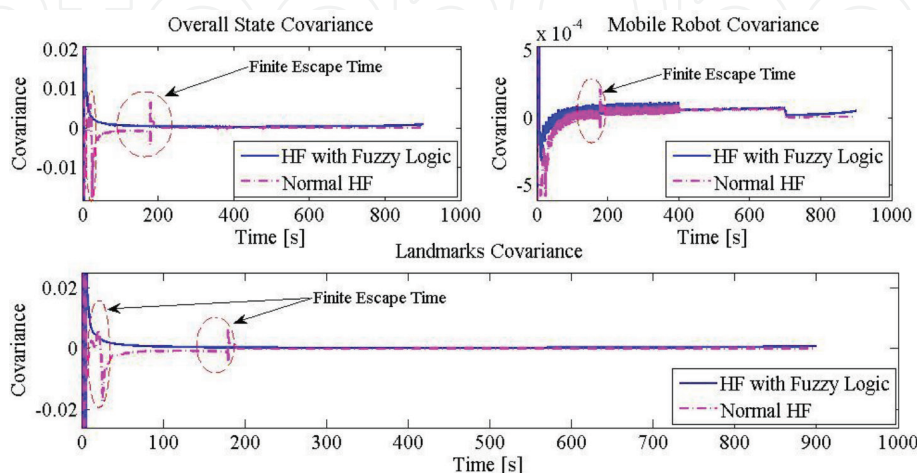 Overall State Covariance
0.02
0.01
0
-0.01
Covariance
Finite Escape Time
HF with Fuzzy Logic
Normal HF
0 200 400 600 800 1000
Time [s]
Mobile Robot Covariance
x 10-4
5
0
-5
Covariance
Finite Escape Time
HF with Fuzzy Logic
Normal HF
0 200 400 600 800 1000
Time [s]
Landmarks Covariance
0.02
0
-0.02
Covariance
Finite Escape Time
HF with Fuzzy Logic
Normal HF
0 100 200 300 400 500 600 700 800 900 1000
Time [s]